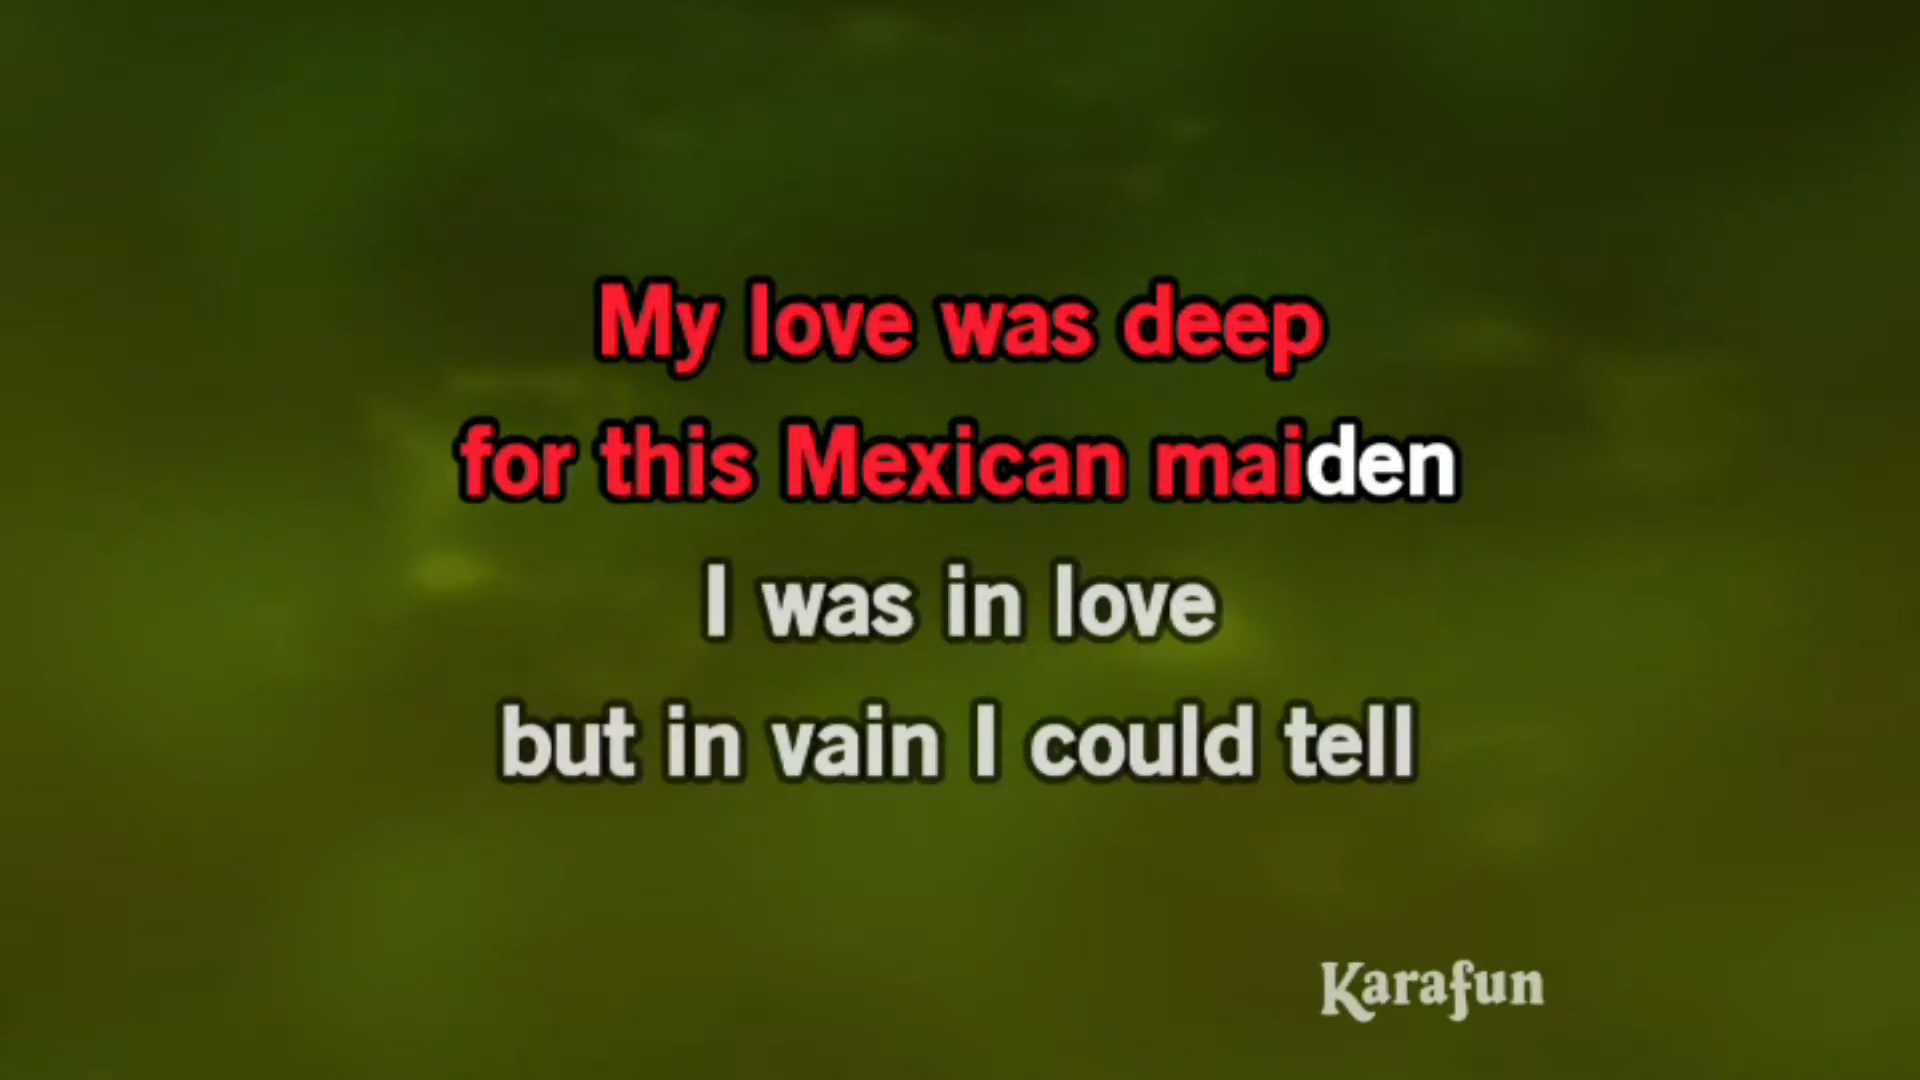 My love was deep
for this Mexican maiden
I was in love
but in vain I could tell
Karafun